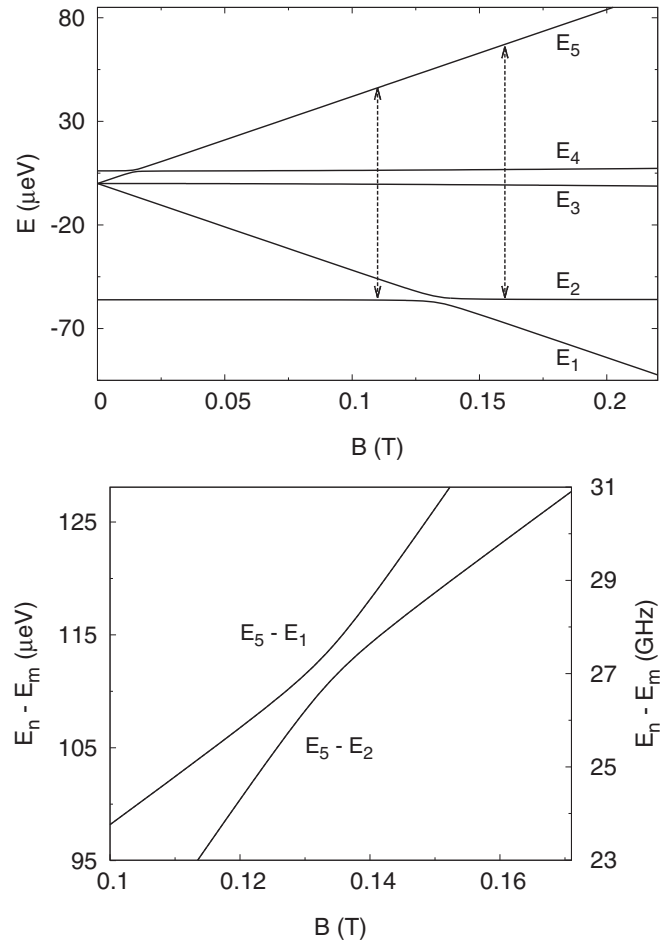 80
30
-20
-70
E (μeV)
E₅
E₄
E₃
E₂
E₁
0 0.05 0.1 0.15 0.2
B (T)
125
115
105
95
Eₙ - Eₘ (μeV)
E₅ - E₁
E₅ - E₂
31
29
27
25
23
Eₙ - Eₘ (GHz)
0.1 0.12 0.14 0.16
B (T)